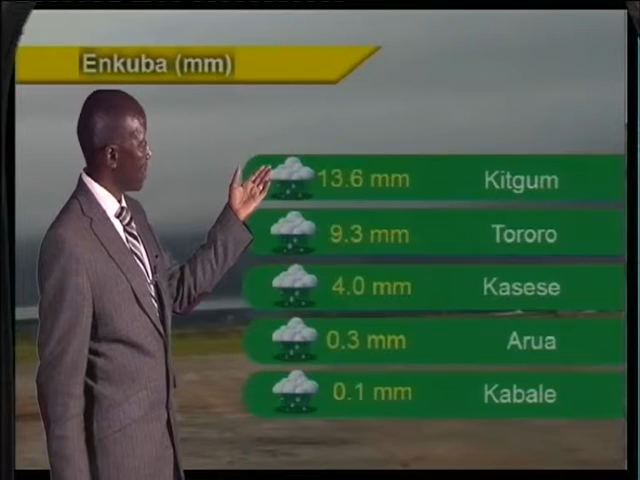 Enkuba (mm)
13.6 mm Kitgum
9.3 mm Tororo
4.0 mm Kasese
0.3 mm Arua
0.1 mm Kabale